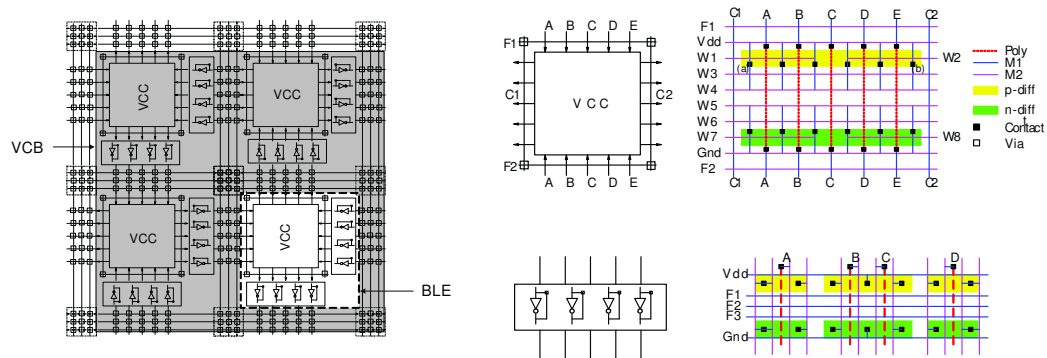 VCB
VCC
VCC
VCC
VCC
BLE
A B C D E
F1
C1 VCC C2
F2
A B C D E
C1 A B C D E C2
F1
Vdd
W1 W2
(a) (b)
W3
W4
W5
W6
W7 W8
Gnd
F2
C1 A B C D E C2
Poly
M1
M2
p-diff
n-diff
t
Contact
Via
A B C D
Vdd
F1
F2
F3
Gnd